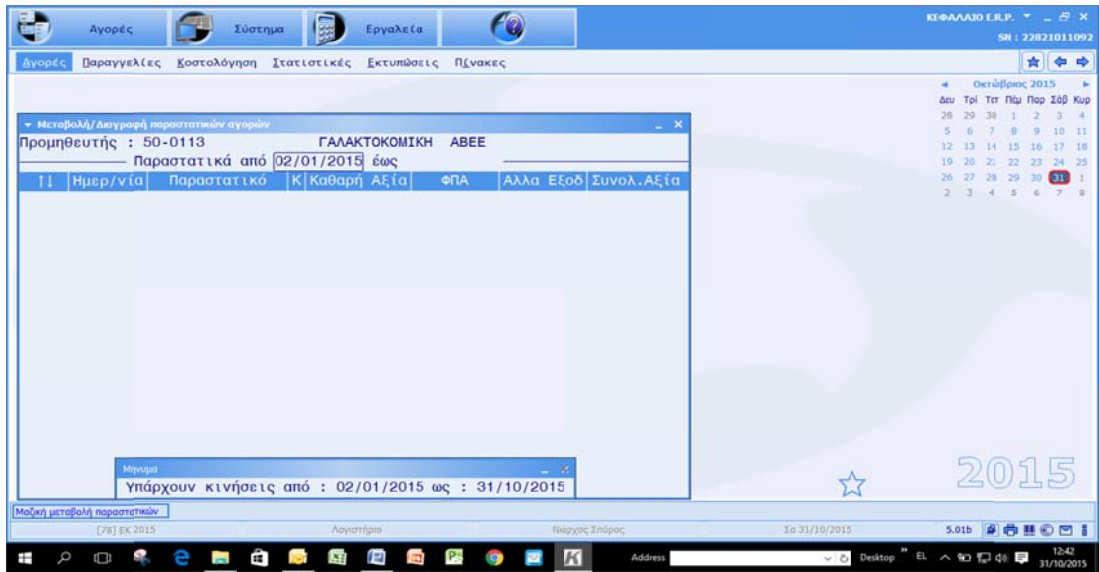 Αγορές Σύστημα Εργαλεία ΚΕΦΑΛΑΙΟ E.R.P.
SN : 22821011092
Αγορές Παραγγελίες Κοστολόγηση Στατιστικές Εκτυπώσεις Πίνακες
Οκτώβριος 2015
Δευ Τρί Τετ Πέμ Παρ Σάβ Κυρ
28 29 30 1 2 3 4
5 6 7 8 9 10 11
12 13 14 15 16 17 18
19 20 21 22 23 24 25
26 27 28 29 30 31 1
2 3 4 5 6 7 8
Μεταβολή/Διαγραφή παραστατικών αγορών
Προμηθευτής : 50-0113 ΓΑΛΑΚΤΟΚΟΜΙΚΗ ΑΒΕΕ
Παραστατικά από 02/01/2015 έως
↑↓ Ημερ/νία Παραστατικό Κ Καθαρή Αξία ΦΠΑ Αλλα Εξοδ Συνολ.Αξία
Μήνυμα
Υπάρχουν κινήσεις από : 02/01/2015 ως : 31/10/2015
2015
Μαζική μεταβολή παραστατικών
[78] ΕΚ 2015 Λογιστήριο Νιάρχος Σπύρος Σα 31/10/2015 5.01b
Address Desktop EL 12:42
31/10/2015